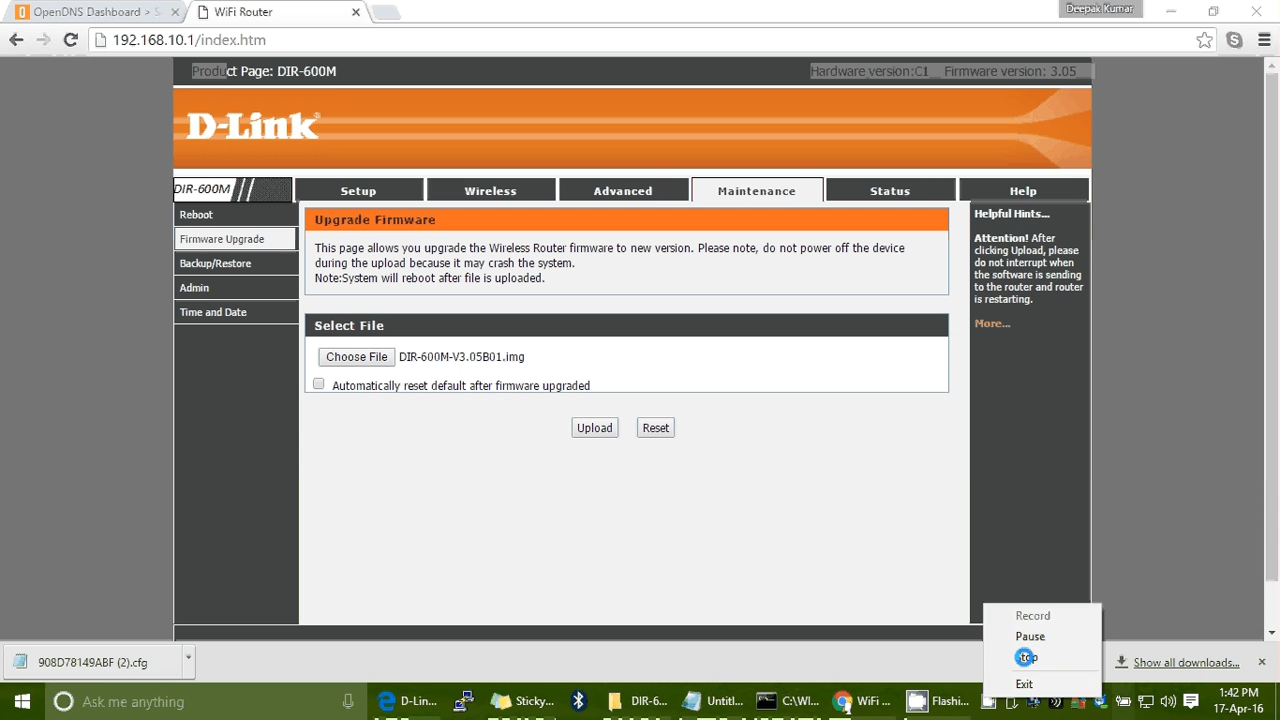 OpenDNS Dashboard > S
WiFi Router
Deepak Kumar
192.168.10.1/index.htm
Product Page: DIR-600M
Hardware version:C1 Firmware version: 3.05
D-Link
DIR-600M
Setup
Wireless
Advanced
Maintenance
Status
Help
Reboot
Firmware Upgrade
Backup/Restore
Admin
Time and Date
Upgrade Firmware
This page allows you upgrade the Wireless Router firmware to new version. Please note, do not power off the device
during the upload because it may crash the system.
Note:System will reboot after file is uploaded.
Select File
Choose File DIR-600M-V3.05B01.img
Automatically reset default after firmware upgraded
Upload
Reset
Helpful Hints...
Attention! After
clicking Upload, please
do not interrupt when
the software is sending
to the router and router
is restarting.
More...
Record
Pause
Exit
908D78149ABF (2).cfg
Show all downloads...
Ask me anything
D-Lin...
Sticky...
DIR-6...
Untitl...
C:\WI...
WiFi ...
Flashi...
1:42 PM
17-Apr-16